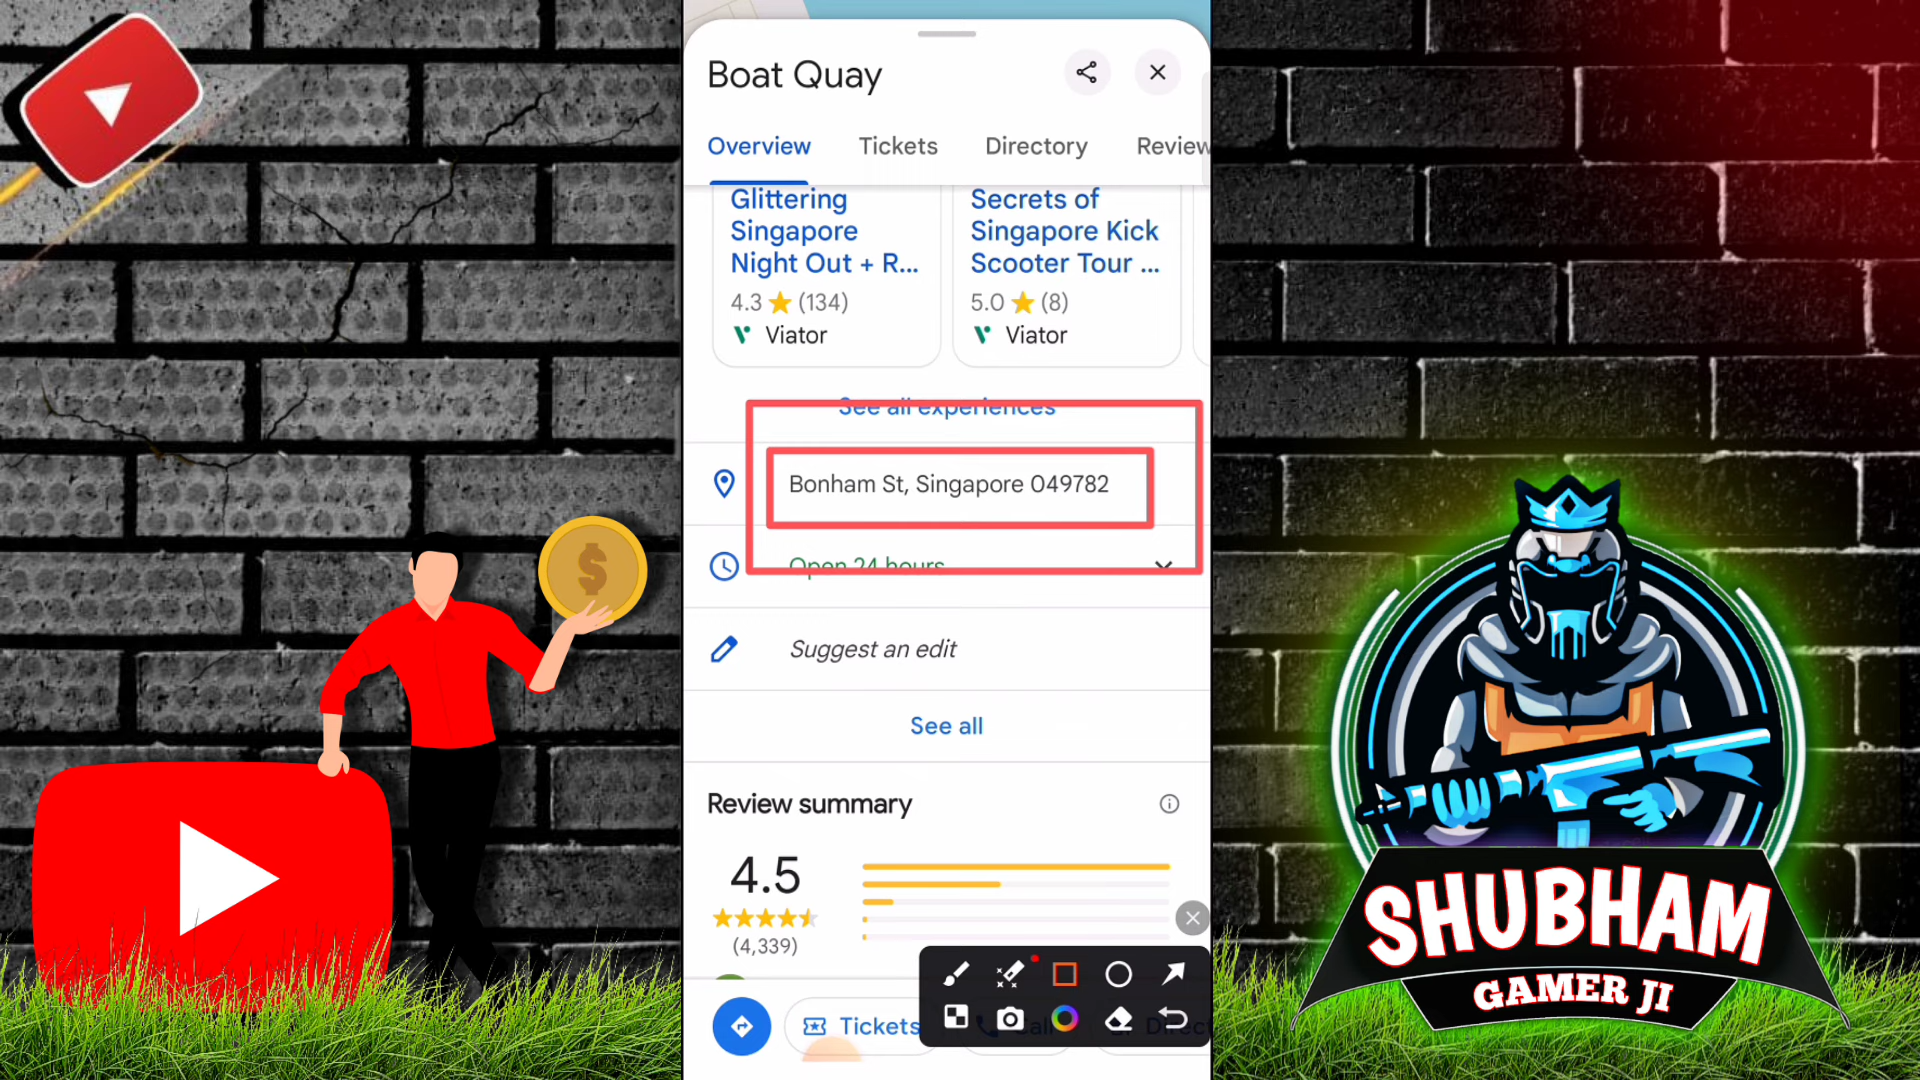 Boat Quay
Overview Tickets Directory Review
Glittering
Singapore
Night Out + R...
4.3 (134)
Viator
Secrets of
Singapore Kick
Scooter Tour ...
5.0 (8)
Viator
See all experiences
Bonham St, Singapore 049782
Open 24 hours
Suggest an edit
See all
Review summary
4.5
(4,339)
Tickets
SHUBHAM
GAMER JI